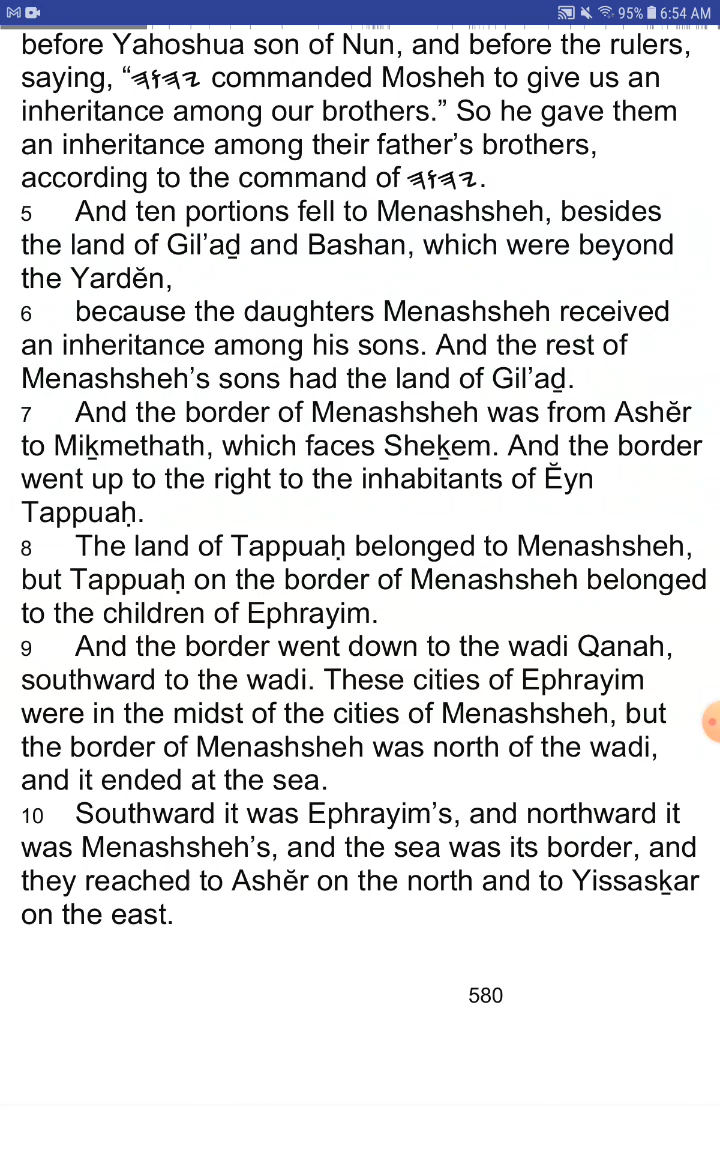 95% 6:54 AM
before Yahoshua son of Nun, and before the rulers,
saying, “𐤉𐤄𐤅𐤄 commanded Mosheh to give us an
inheritance among our brothers.” So he gave them
an inheritance among their father’s brothers,
according to the command of 𐤉𐤄𐤅𐤄.
5 And ten portions fell to Menashsheh, besides
the land of Gil’aḏ and Bashan, which were beyond
the Yardĕn,
6 because the daughters Menashsheh received
an inheritance among his sons. And the rest of
Menashsheh’s sons had the land of Gil’aḏ.
7 And the border of Menashsheh was from Ashĕr
to Miḵmethath, which faces Sheḵem. And the border
went up to the right to the inhabitants of Ĕyn
Tappuaḥ.
8 The land of Tappuaḥ belonged to Menashsheh,
but Tappuaḥ on the border of Menashsheh belonged
to the children of Ephrayim.
9 And the border went down to the wadi Qanah,
southward to the wadi. These cities of Ephrayim
were in the midst of the cities of Menashsheh, but
the border of Menashsheh was north of the wadi,
and it ended at the sea.
10 Southward it was Ephrayim’s, and northward it
was Menashsheh’s, and the sea was its border, and
they reached to Ashĕr on the north and to Yissasḵar
on the east.
580